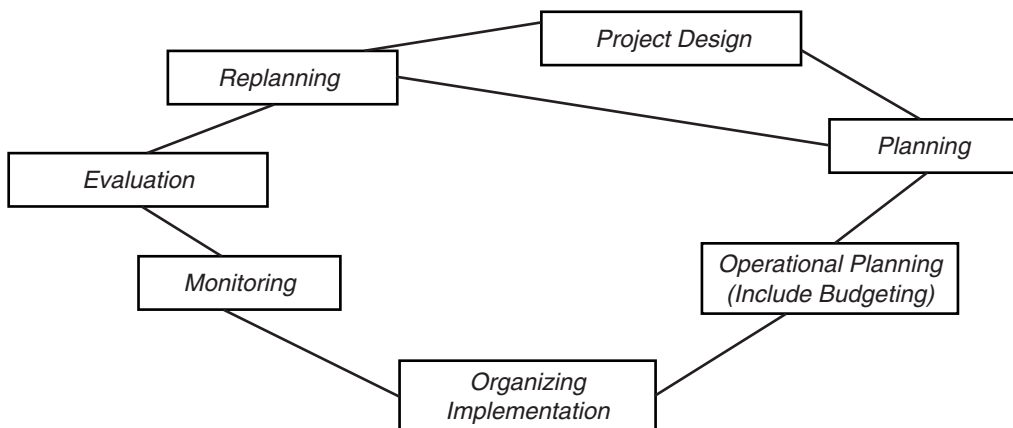 Project Design
Replanning
Planning
Evaluation
Operational Planning
(Include Budgeting)
Monitoring
Organizing
Implementation